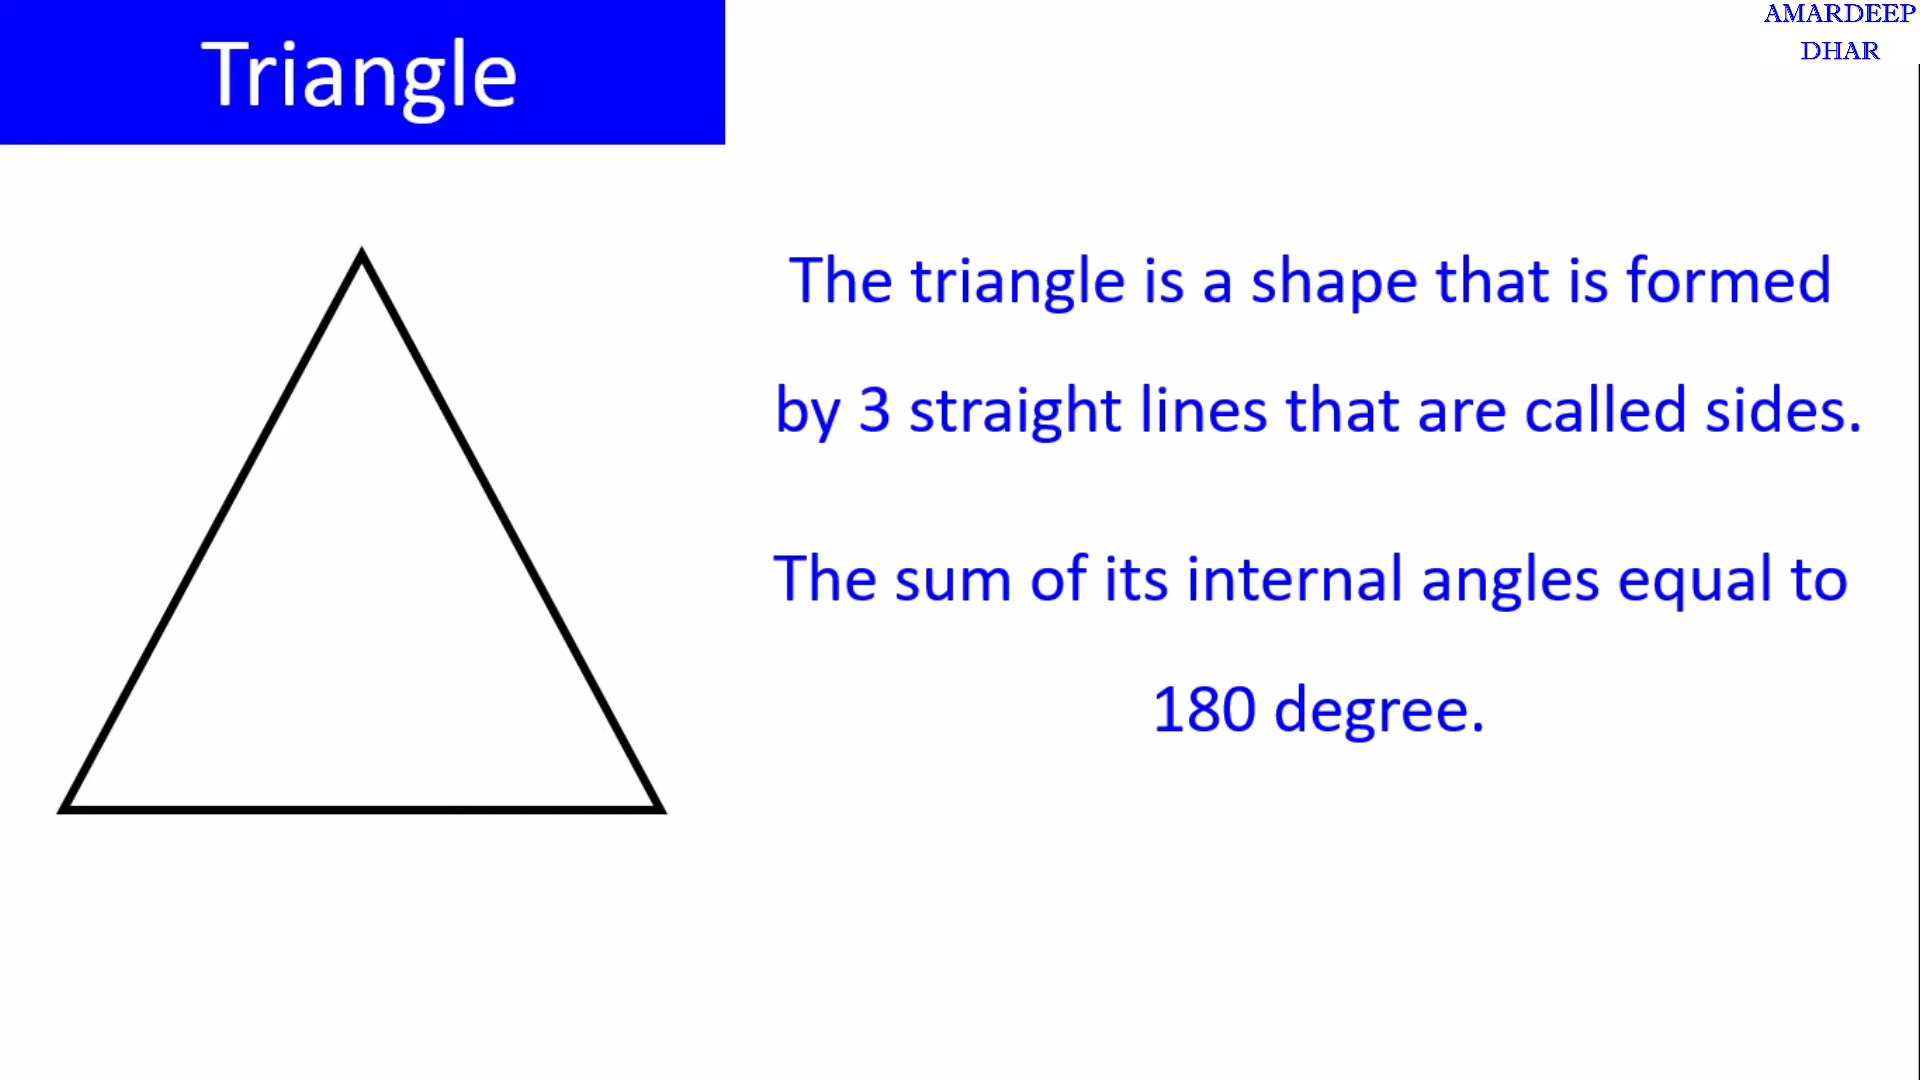 Triangle
AMARDEEP
DHAR
The triangle is a shape that is formed
by 3 straight lines that are called sides.
The sum of its internal angles equal to
180 degree.